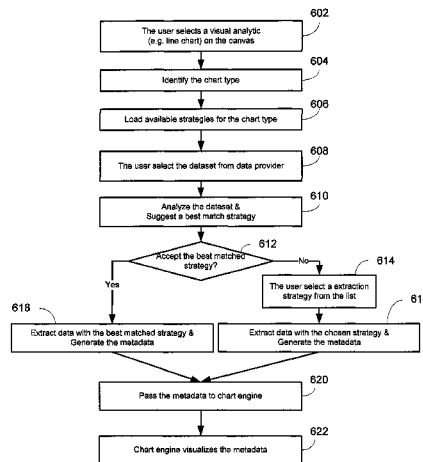 602
The user selects a visual analytic
(e.g. line chart) on the canvas
604
Identify the chart type
606
Load available strategies for the chart type
608
The user select the dataset from data provider
610
Analyze the dataset &
Suggest a best match strategy
612
Accept the best matched
strategy?
Yes
No
614
The user select a extraction
strategy from the list
618
Extract data with the best matched strategy &
Generate the metadata
61
Extract data with the chosen strategy &
Generate the metadata
620
Pass the metadata to chart engine
622
Chart engine visualizes the metadata